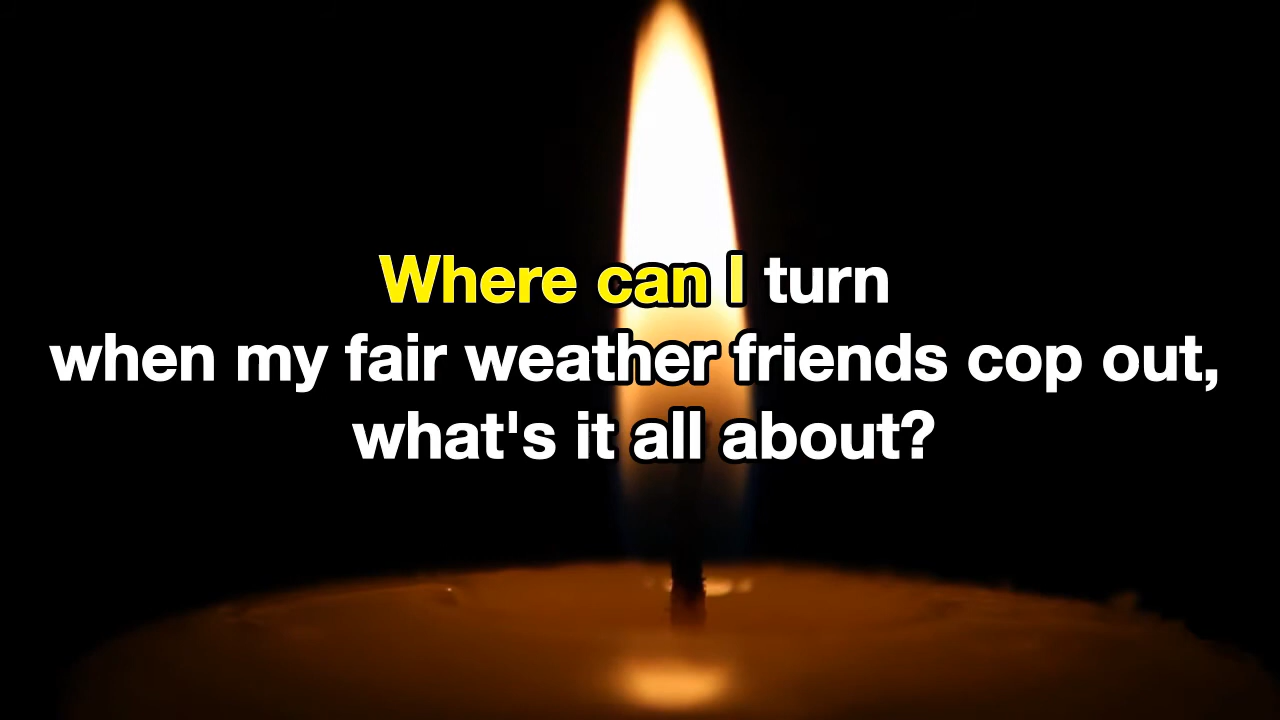 Where can I turn
when my fair weather friends cop out,
what's it all about?